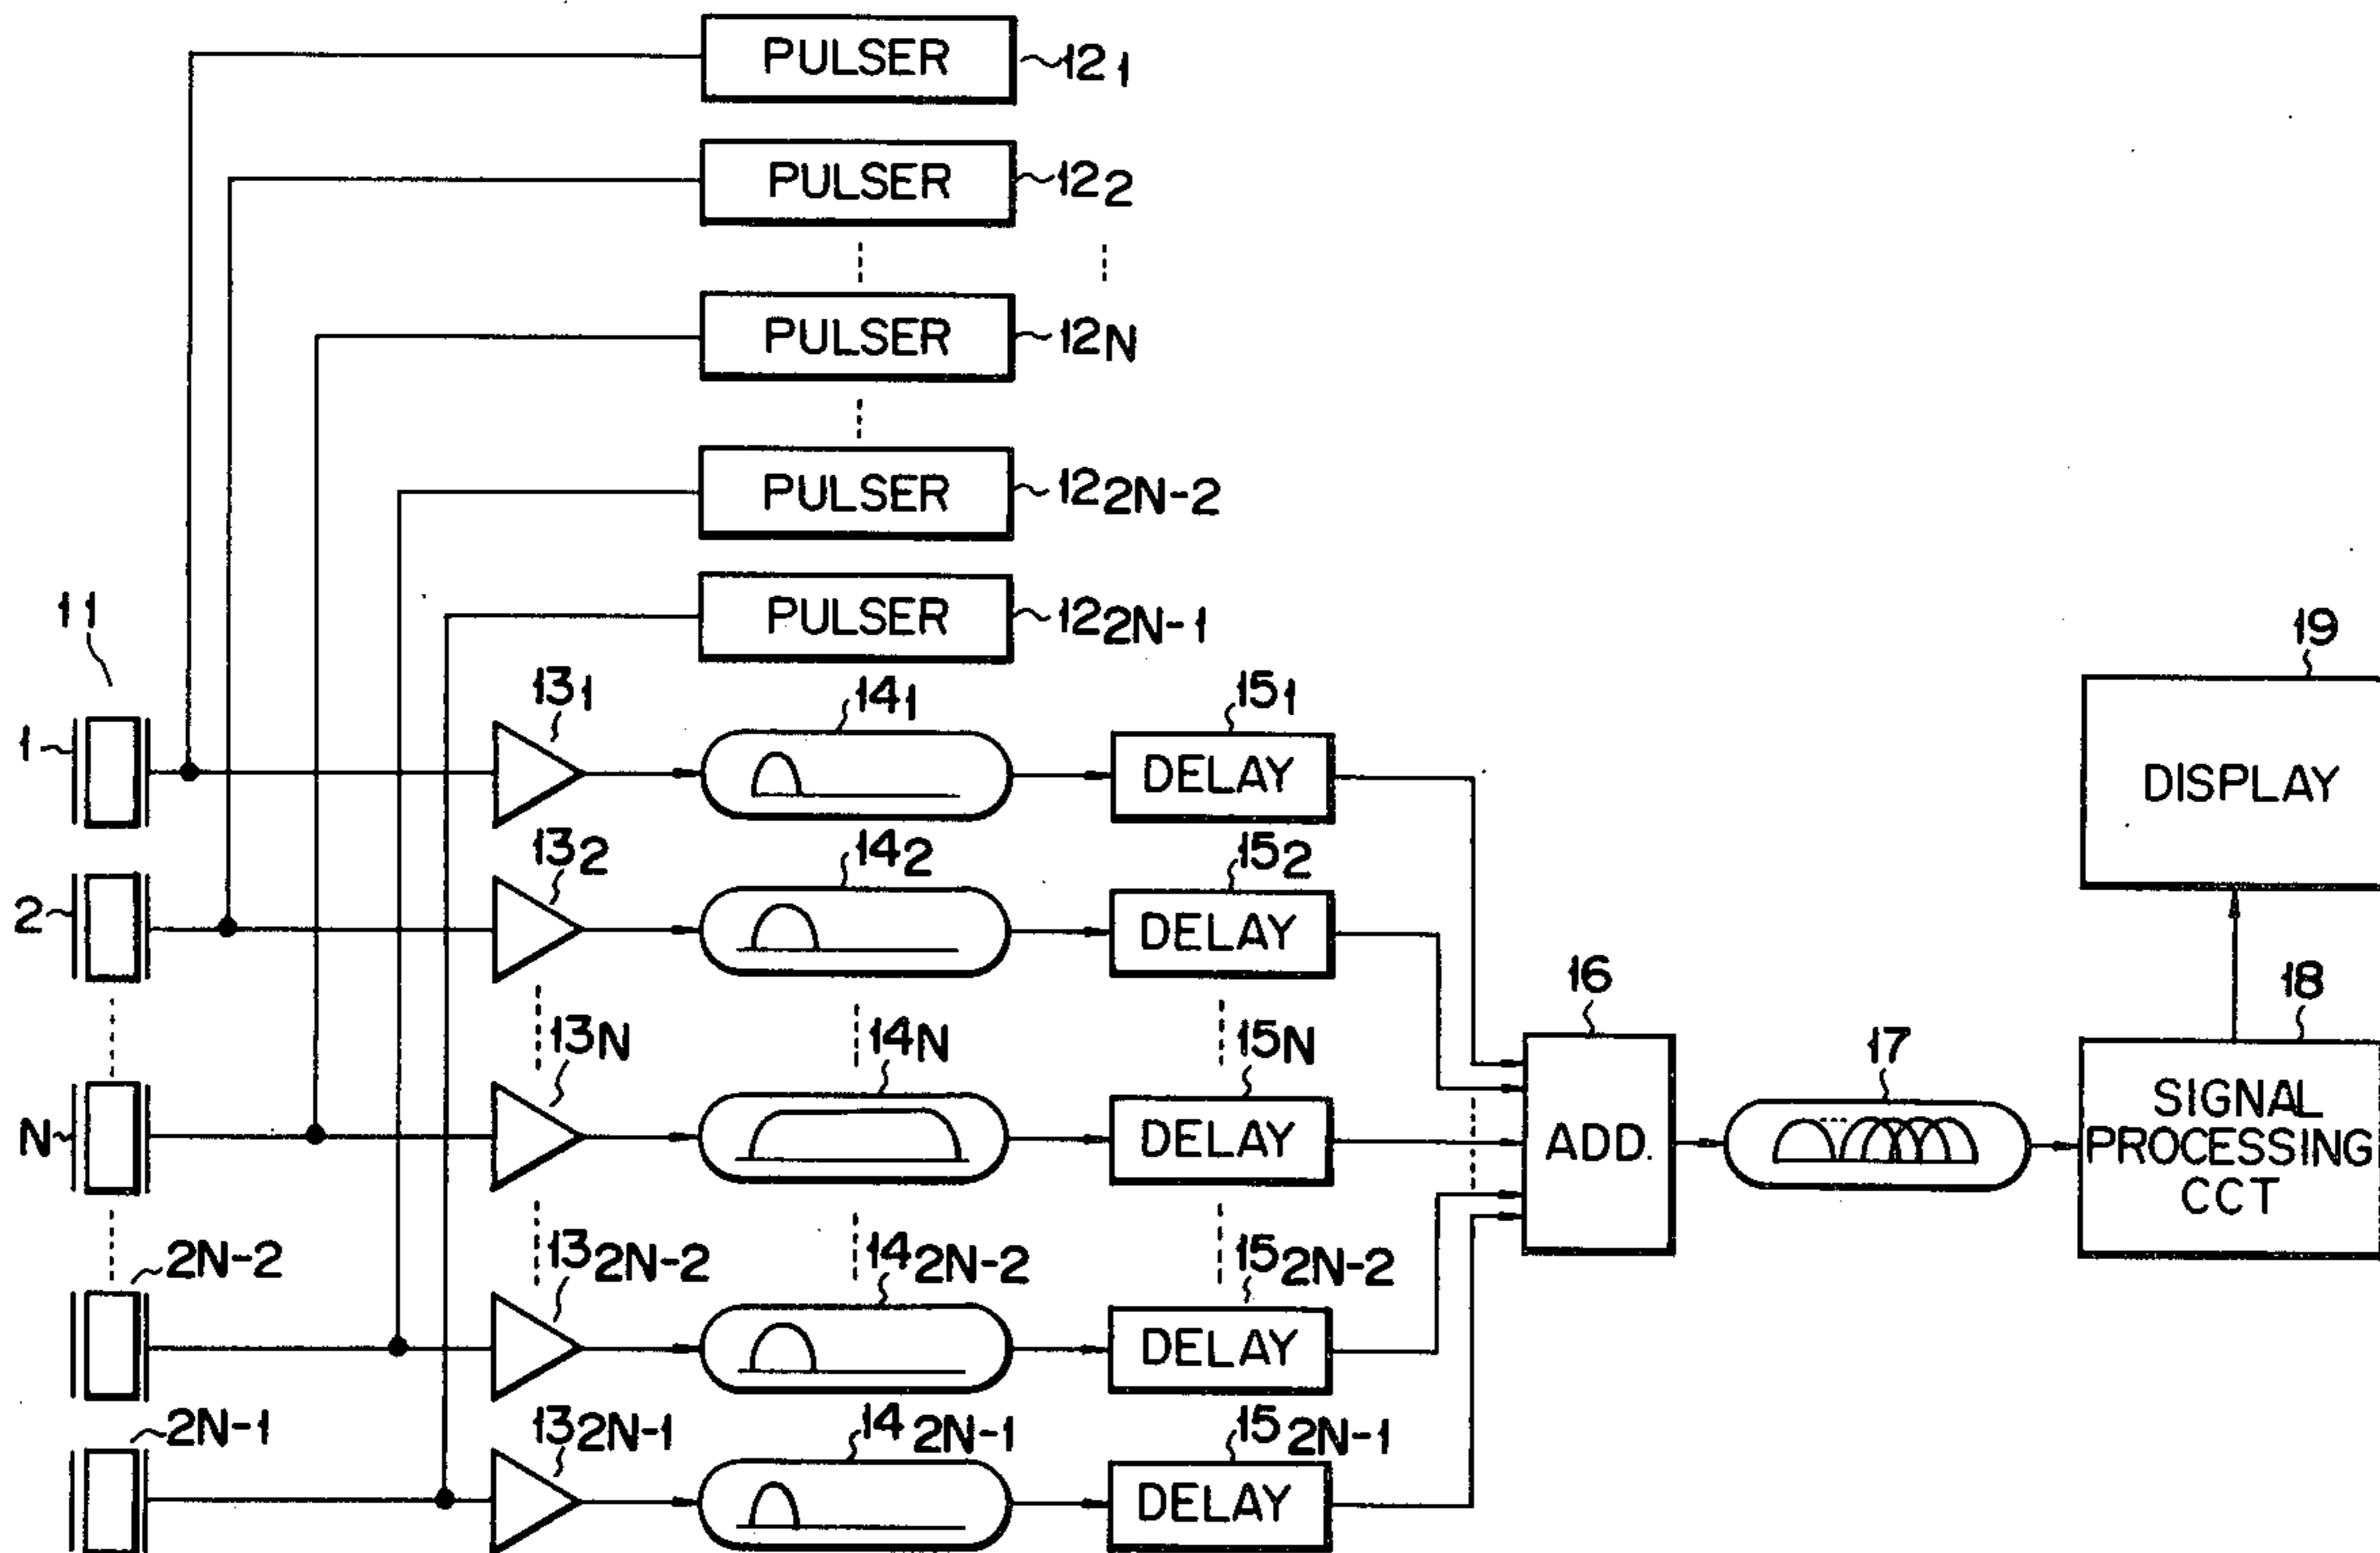 PULSER 12₁
PULSER 12₂
PULSER 12N
PULSER 12₂N-₂
PULSER 12₂N-₁
11
19
13₁ 14₁ 15₁
1
DELAY
DISPLAY
13₂ 14₂ 15₂
2
DELAY
16
18
13N 14N 15N
17
N
DELAY
ADD.
SIGNAL
PROCESSING
CCT
2N-2
13₂N-₂ 14₂N-₂ 15₂N-₂
DELAY
2N-1
13₂N-₁ 14₂N-₁ 15₂N-₁
DELAY